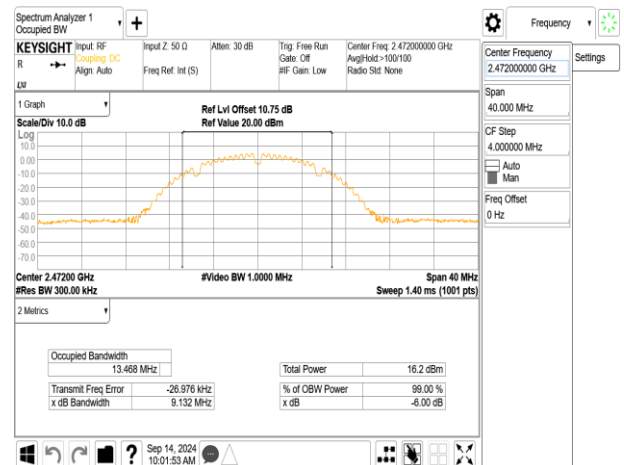 Spectrum Analyzer 1
Occupied BW
Frequency
KEYSIGHT
R
LXI
Input: RF
Coupling: DC
Align: Auto
Input Z: 50 Ω
Freq Ref: Int (S)
Atten: 30 dB
Trig: Free Run
Gate: Off
#IF Gain: Low
Center Freq: 2.472000000 GHz
Avg|Hold:>100/100
Radio Std: None
Center Frequency
2.472000000 GHz
Settings
Span
40.000 MHz
CF Step
4.000000 MHz
Auto
Man
Freq Offset
0 Hz
1 Graph
Scale/Div 10.0 dB
Ref Lvl Offset 10.75 dB
Ref Value 20.00 dBm
Log
10.0
0.00
-10.0
-20.0
-30.0
-40.0
-50.0
-60.0
-70.0
Center 2.47200 GHz
#Res BW 300.00 kHz
#Video BW 1.0000 MHz
Span 40 MHz
Sweep 1.40 ms (1001 pts)
2 Metrics
Occupied Bandwidth
13.468 MHz
Transmit Freq Error -26.976 kHz
x dB Bandwidth 9.132 MHz
Total Power 16.2 dBm
% of OBW Power 99.00 %
x dB -6.00 dB
?
Sep 14, 2024
10:01:53 AM